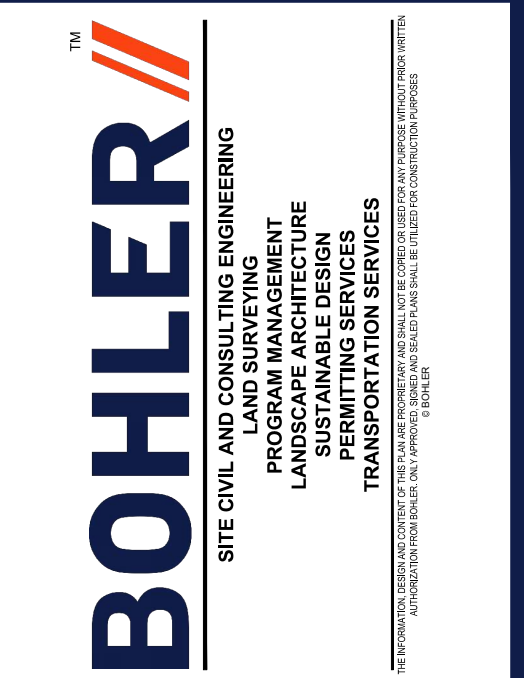 BOHLER //
TM
SITE CIVIL AND CONSULTING ENGINEERING
LAND SURVEYING
PROGRAM MANAGEMENT
LANDSCAPE ARCHITECTURE
SUSTAINABLE DESIGN
PERMITTING SERVICES
TRANSPORTATION SERVICES
THE INFORMATION, DESIGN AND CONTENT OF THIS PLAN ARE PROPRIETARY AND SHALL NOT BE COPIED OR USED FOR ANY PURPOSE WITHOUT PRIOR WRITTEN
AUTHORIZATION FROM BOHLER. ONLY APPROVED, SIGNED AND SEALED PLANS SHALL BE UTILIZED FOR CONSTRUCTION PURPOSES
© BOHLER